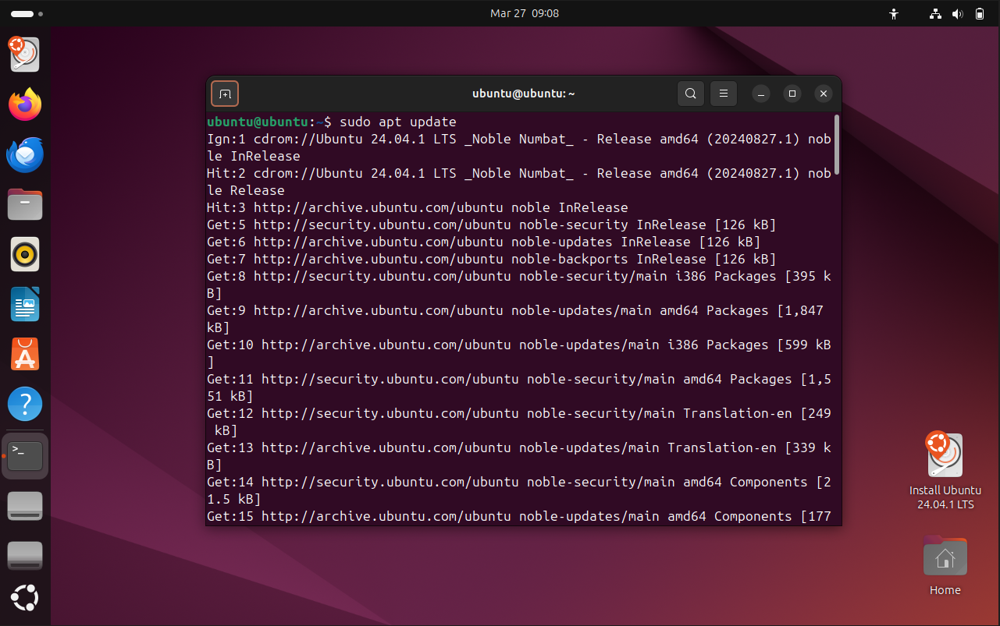 Mar 27 09:08
ubuntu@ubuntu: ~
ubuntu@ubuntu:~$ sudo apt update
Ign:1 cdrom://Ubuntu 24.04.1 LTS _Noble Numbat_ - Release amd64 (20240827.1) nob
le InRelease
Hit:2 cdrom://Ubuntu 24.04.1 LTS _Noble Numbat_ - Release amd64 (20240827.1) nob
le Release
Hit:3 http://archive.ubuntu.com/ubuntu noble InRelease
Get:5 http://security.ubuntu.com/ubuntu noble-security InRelease [126 kB]
Get:6 http://archive.ubuntu.com/ubuntu noble-updates InRelease [126 kB]
Get:7 http://archive.ubuntu.com/ubuntu noble-backports InRelease [126 kB]
Get:8 http://security.ubuntu.com/ubuntu noble-security/main i386 Packages [395 k
B]
Get:9 http://archive.ubuntu.com/ubuntu noble-updates/main amd64 Packages [1,847
kB]
Get:10 http://archive.ubuntu.com/ubuntu noble-updates/main i386 Packages [599 kB
]
Get:11 http://security.ubuntu.com/ubuntu noble-security/main amd64 Packages [1,5
51 kB]
Get:12 http://security.ubuntu.com/ubuntu noble-security/main Translation-en [249
 kB]
Get:13 http://archive.ubuntu.com/ubuntu noble-updates/main Translation-en [339 k
B]
Get:14 http://security.ubuntu.com/ubuntu noble-security/main amd64 Components [2
1.5 kB]
Get:15 http://archive.ubuntu.com/ubuntu noble-updates/main amd64 Components [177
Install Ubuntu
24.04.1 LTS
Home